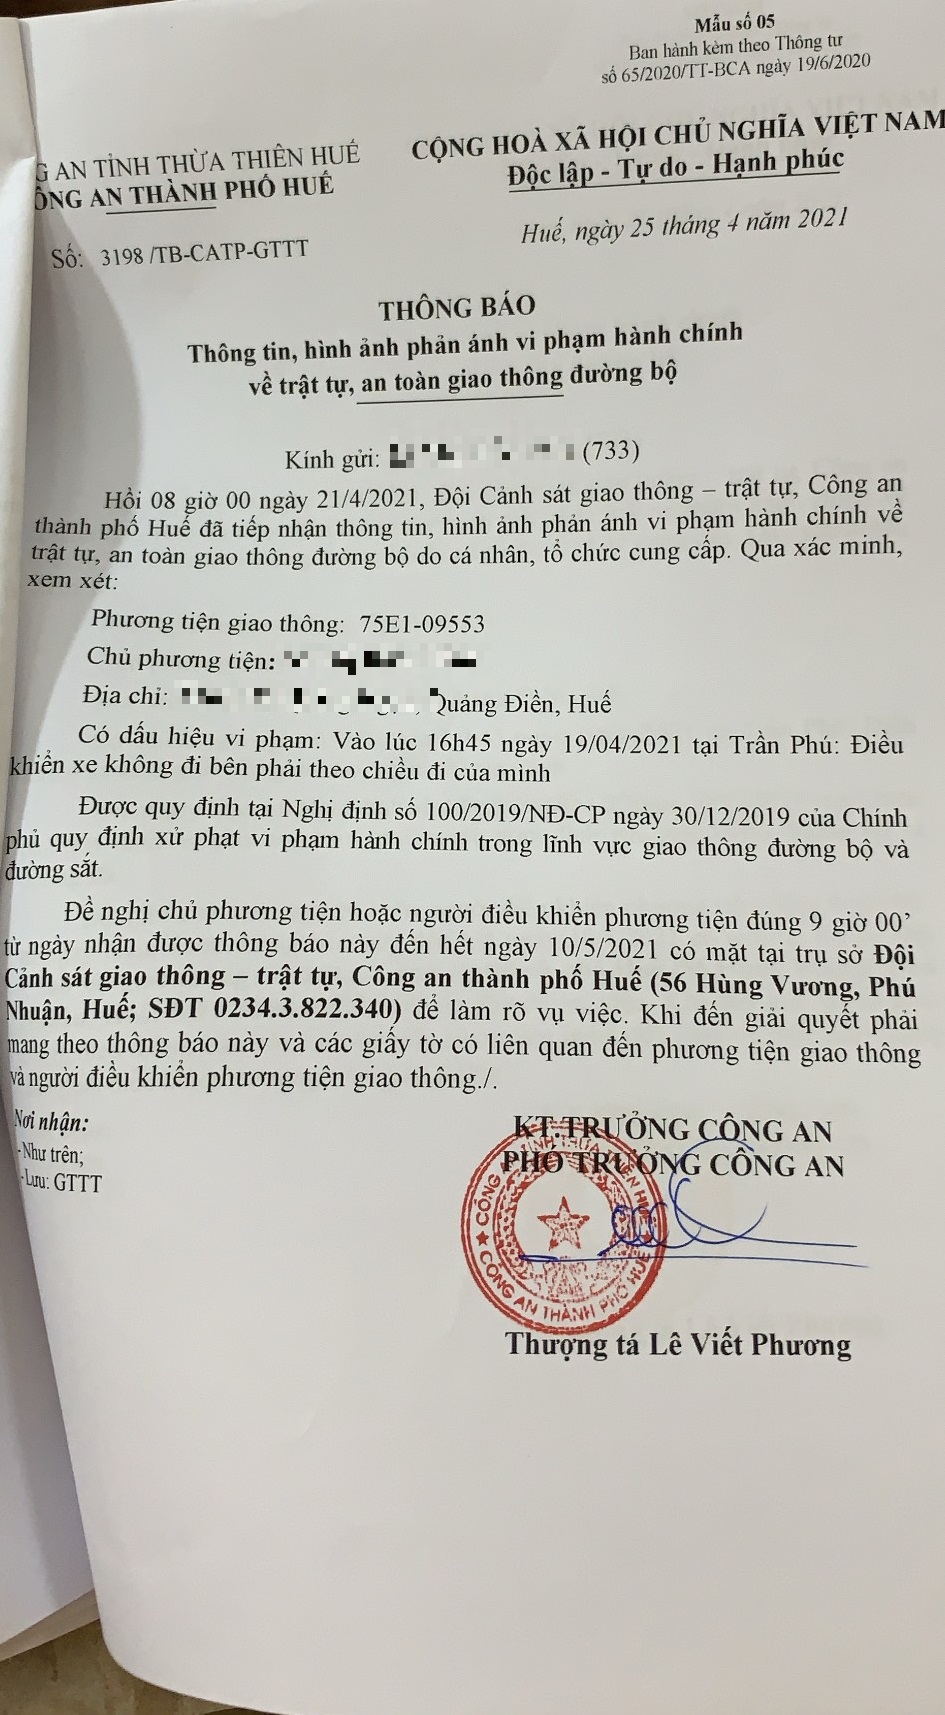 Mẫu số 05
Ban hành kèm theo Thông tư
số 65/2020/TT-BCA ngày 19/6/2020
G AN TỈNH THỪA THIÊN HUẾ
ÔNG AN THÀNH PHỐ HUẾ
CỘNG HOÀ XÃ HỘI CHỦ NGHĨA VIỆT NAM
Độc lập - Tự do - Hạnh phúc
Số: 3198 /TB-CATP-GTTT
Huế, ngày 25 tháng 4 năm 2021
THÔNG BÁO
Thông tin, hình ảnh phản ánh vi phạm hành chính
về trật tự, an toàn giao thông đường bộ
Kính gửi: (733)
Hồi 08 giờ 00 ngày 21/4/2021, Đội Cảnh sát giao thông – trật tự, Công an
thành phố Huế đã tiếp nhận thông tin, hình ảnh phản ánh vi phạm hành chính về
trật tự, an toàn giao thông đường bộ do cá nhân, tổ chức cung cấp. Qua xác minh,
xem xét:
Phương tiện giao thông: 75E1-09553
Chủ phương tiện:
Địa chỉ: Quảng Điền, Huế
Có dấu hiệu vi phạm: Vào lúc 16h45 ngày 19/04/2021 tại Trần Phú: Điều
khiển xe không đi bên phải theo chiều đi của mình
Được quy định tại Nghị định số 100/2019/NĐ-CP ngày 30/12/2019 của Chính
phủ quy định xử phạt vi phạm hành chính trong lĩnh vực giao thông đường bộ và
đường sắt.
Đề nghị chủ phương tiện hoặc người điều khiển phương tiện đúng 9 giờ 00’
từ ngày nhận được thông báo này đến hết ngày 10/5/2021 có mặt tại trụ sở Đội
Cảnh sát giao thông – trật tự, Công an thành phố Huế (56 Hùng Vương, Phú
Nhuận, Huế; SĐT 0234.3.822.340) để làm rõ vụ việc. Khi đến giải quyết phải
mang theo thông báo này và các giấy tờ có liên quan đến phương tiện giao thông
và người điều khiển phương tiện giao thông./.
Nơi nhận:
- Như trên;
- Lưu: GTTT
KT.TRƯỞNG CÔNG AN
PHÓ TRƯỞNG CÔNG AN
CÔNG AN TỈNH THỪA THIÊN HUẾ
CÔNG AN THÀNH PHỐ HUẾ
Thượng tá Lê Viết Phương